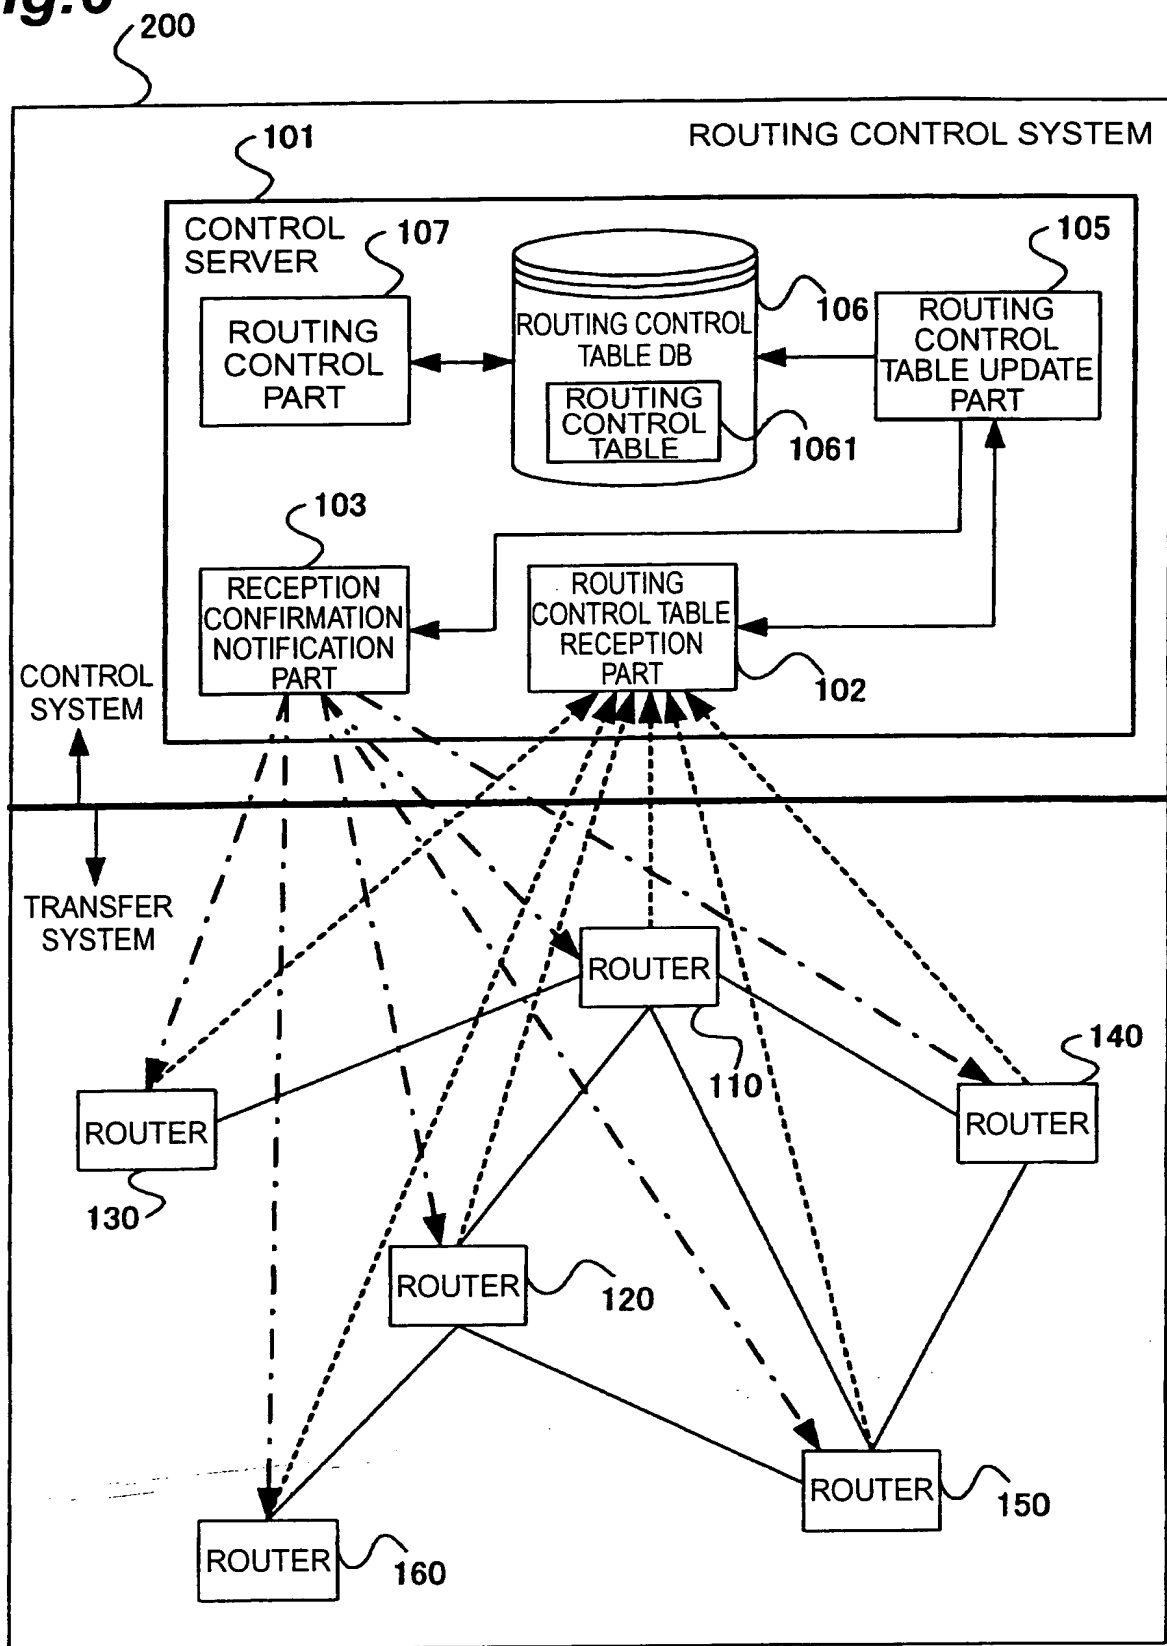 200
ROUTING CONTROL SYSTEM
101
CONTROL
SERVER
107
ROUTING
CONTROL
PART
ROUTING CONTROL
TABLE DB
106
ROUTING
CONTROL
TABLE
1061
105
ROUTING
CONTROL
TABLE UPDATE
PART
103
RECEPTION
CONFIRMATION
NOTIFICATION
PART
ROUTING
CONTROL TABLE
RECEPTION
PART
102
CONTROL
SYSTEM
TRANSFER
SYSTEM
ROUTER
110
140
ROUTER
ROUTER
130
ROUTER
120
ROUTER
150
ROUTER
160